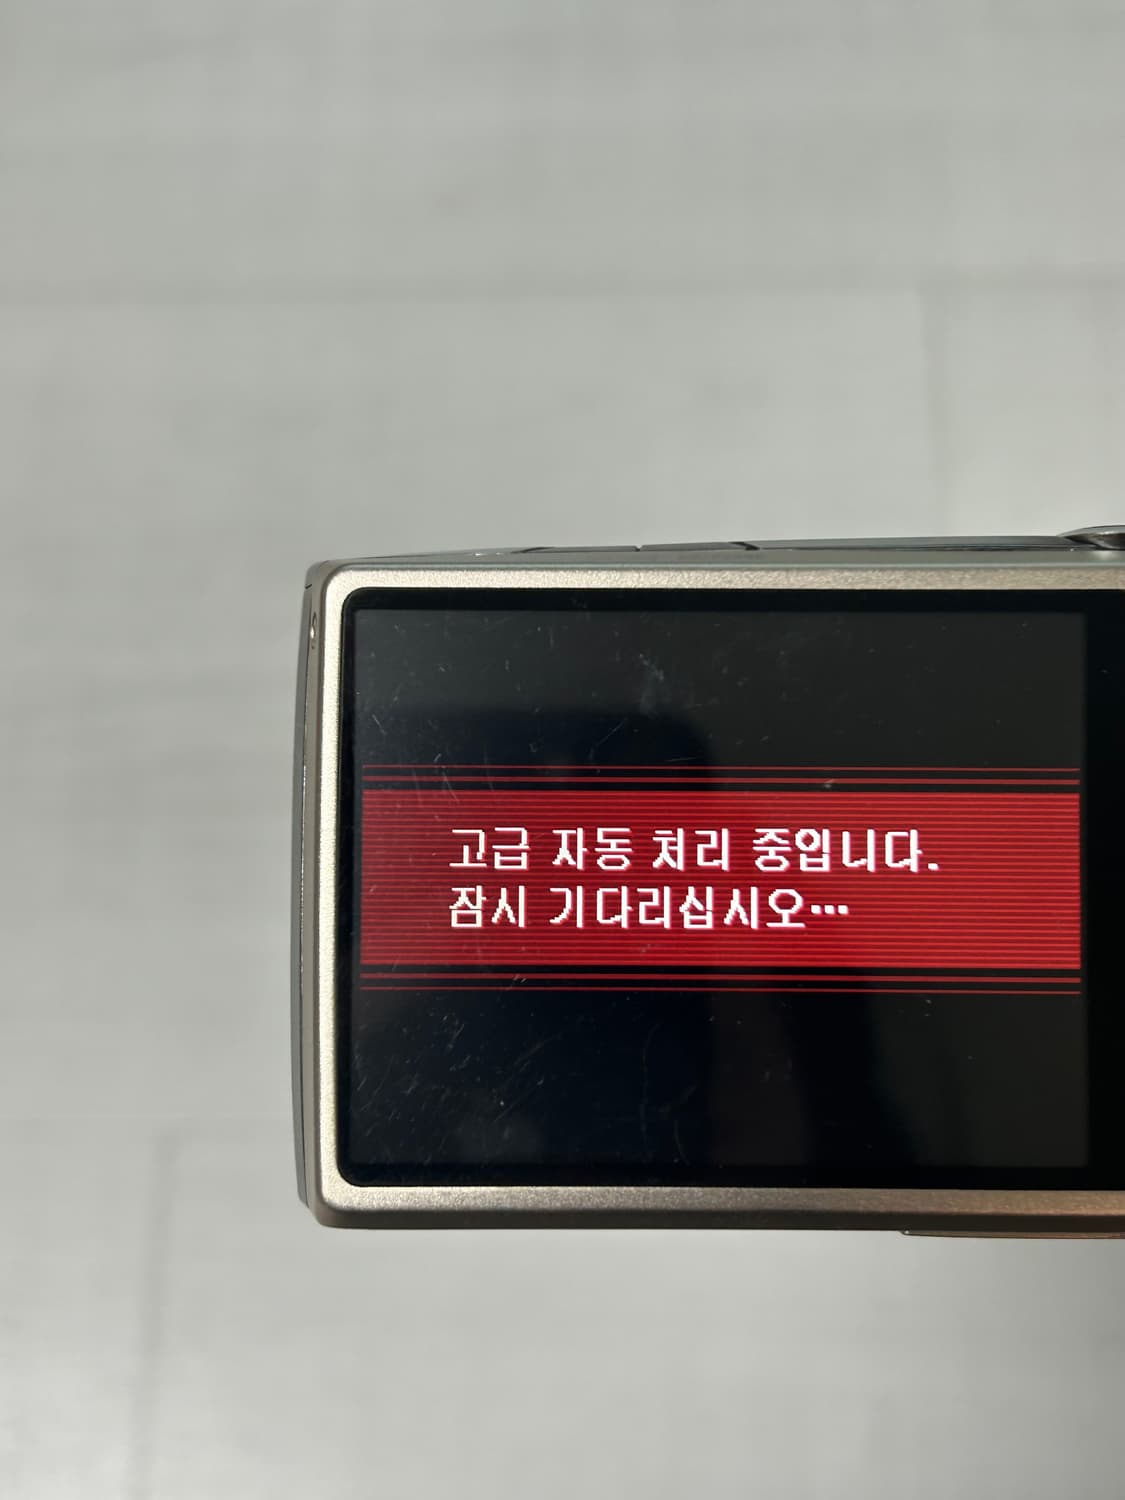 고급 자동 처리 중입니다.
잠시 기다리십시오…